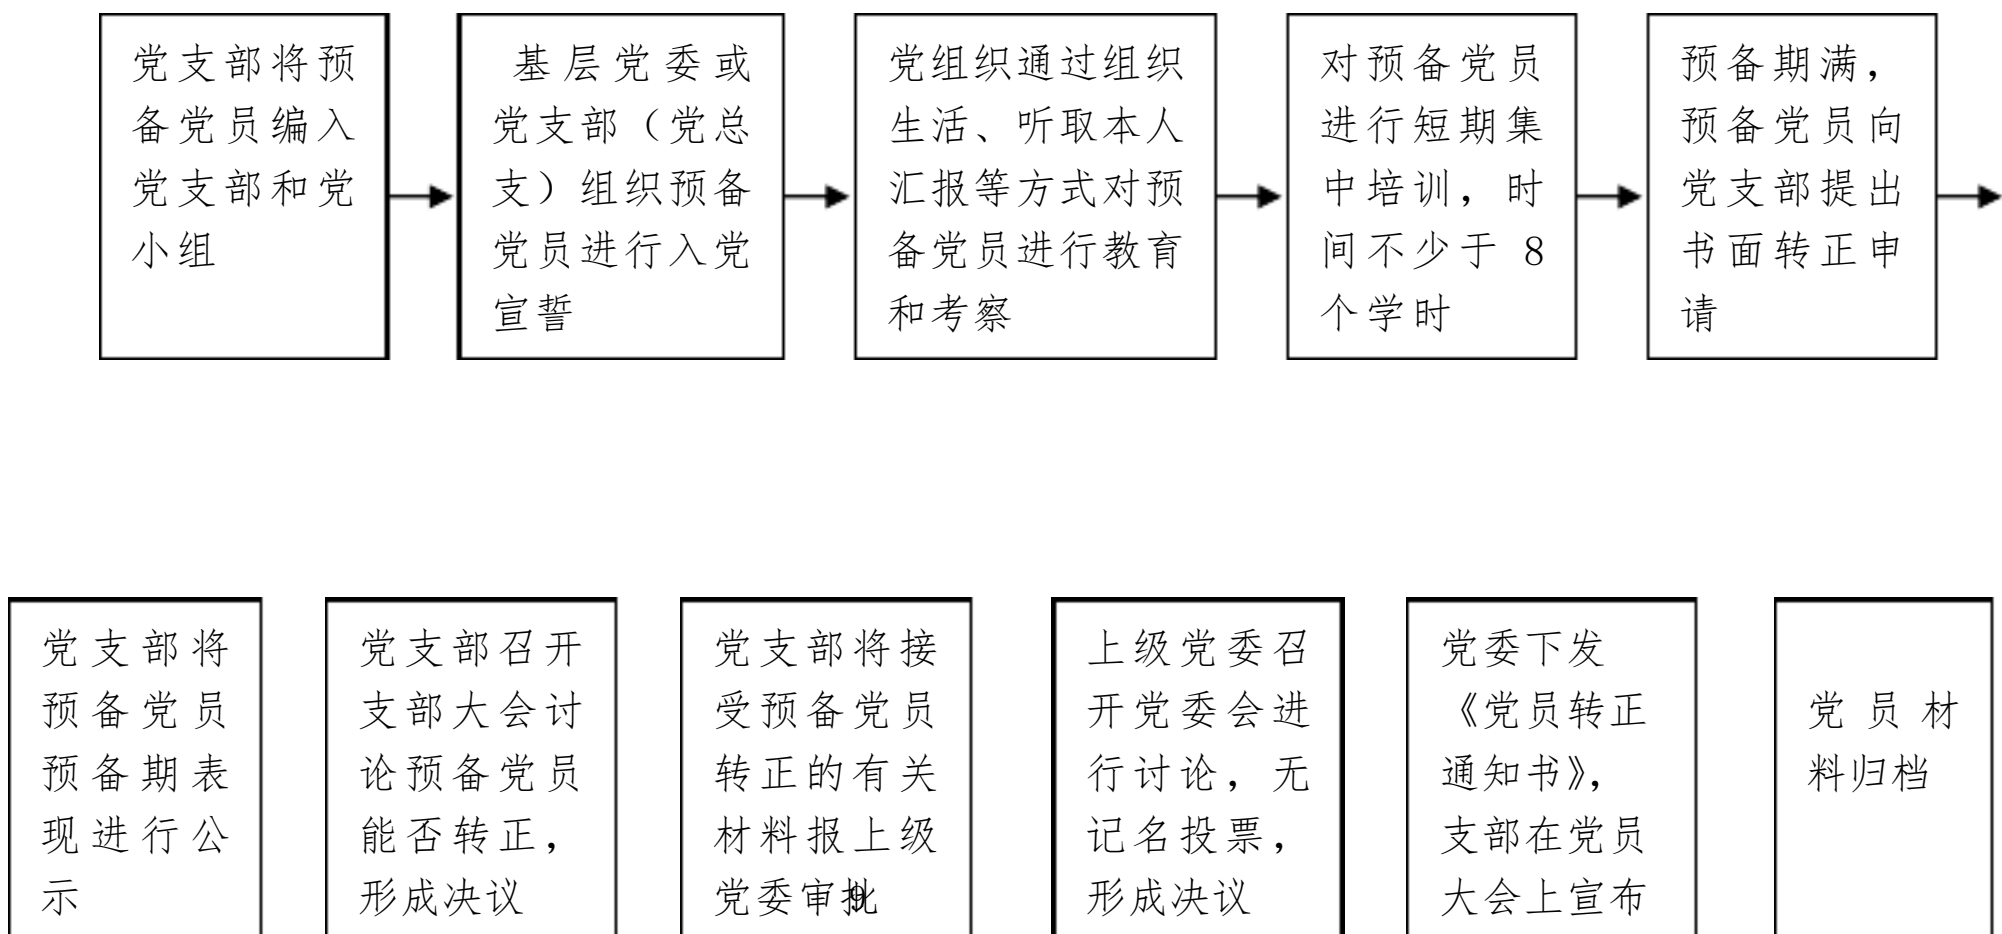 党支部将预
备党员编入
党支部和党
小组
基层党委或
党支部（党总
支）组织预备
党员进行入党
宣誓
党组织通过组织
生活、听取本人
汇报等方式对预
备党员进行教育
和考察
对预备党员
进行短期集
中培训，时
间不少于 8
个学时
预备期满，
预备党员向
党支部提出
书面转正申
请
党支部将
预备党员
预备期表
现进行公
示
党支部召开
支部大会讨
论预备党员
能否转正，
形成决议
党支部将接
受预备党员
转正的有关
材料报上级
党委审批
9
上级党委召
开党委会进
行讨论，无
记名投票，
形成决议
党委下发
《党员转正
通知书》，
支部在党员
大会上宣布
党员材
料归档